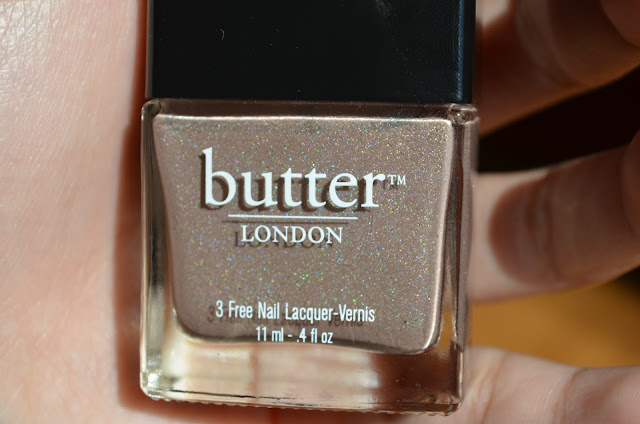 butter™
LONDON
3 Free Nail Lacquer-Vernis
11 ml - .4 fl oz